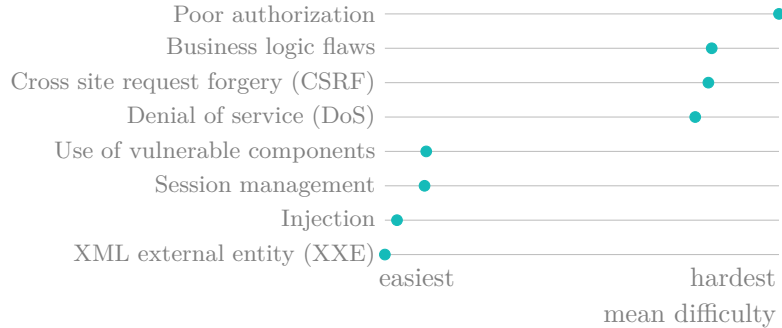 Poor authorization
Business logic flaws
Cross site request forgery (CSRF)
Denial of service (DoS)
Use of vulnerable components
Session management
Injection
XML external entity (XXE)
easiest hardest
mean difficulty